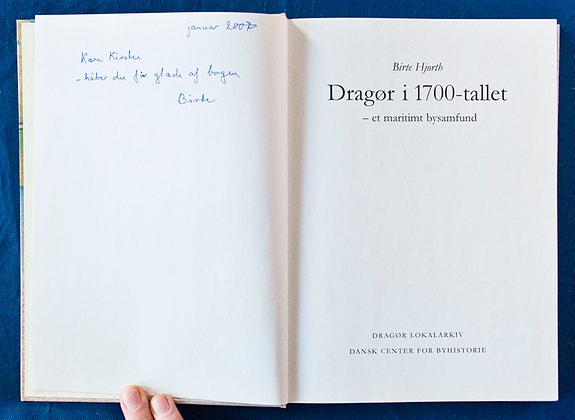 januar 2007
Kære Kirsten
- håber du får glæde af bogen
Birte
Birte Hjorth
Dragør i 1700-tallet
– et maritimt bysamfund
DRAGØR LOKALARKIV
DANSK CENTER FOR BYHISTORIE